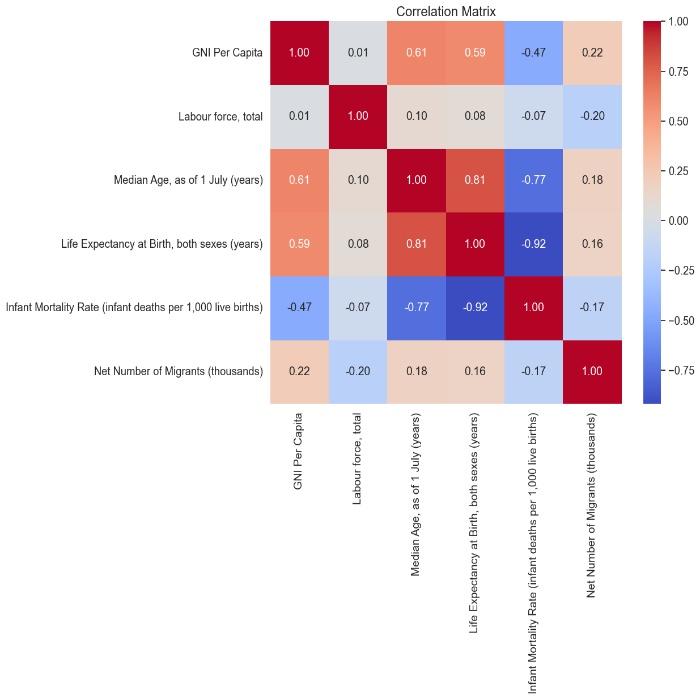 Correlation Matrix
GNI Per Capita 1.00 0.01 0.61 0.59 -0.47 0.22
Labour force, total 0.01 1.00 0.10 0.08 -0.07 -0.20
Median Age, as of 1 July (years) 0.61 0.10 1.00 0.81 -0.77 0.18
Life Expectancy at Birth, both sexes (years) 0.59 0.08 0.81 1.00 -0.92 0.16
Infant Mortality Rate (infant deaths per 1,000 live births) -0.47 -0.07 -0.77 -0.92 1.00 -0.17
Net Number of Migrants (thousands) 0.22 -0.20 0.18 0.16 -0.17 1.00
GNI Per Capita
Labour force, total
Median Age, as of 1 July (years)
Life Expectancy at Birth, both sexes (years)
Infant Mortality Rate (infant deaths per 1,000 live births)
Net Number of Migrants (thousands)
1.00
0.75
0.50
0.25
0.00
−0.25
−0.50
−0.75